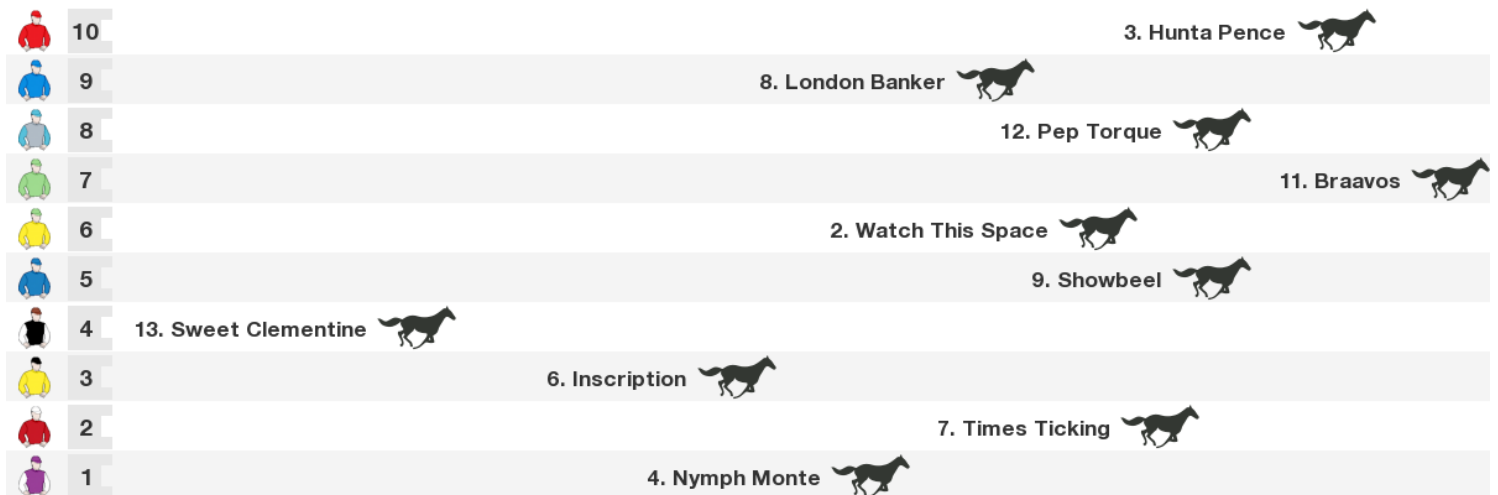 10 3. Hunta Pence
9 8. London Banker
8 12. Pep Torque
7 11. Braavos
6 2. Watch This Space
5 9. Showbeel
4 13. Sweet Clementine
3 6. Inscription
2 7. Times Ticking
1 4. Nymph Monte